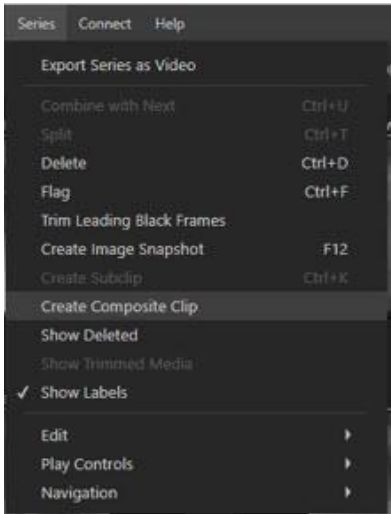 Series Connect Help
Export Series as Video
Combine with Next Ctrl+U
Split Ctrl+T
Delete Ctrl+D
Flag Ctrl+F
Trim Leading Black Frames
Create Image Snapshot F12
Create Subclip Ctrl+K
Create Composite Clip
Show Deleted
Show Trimmed Media
✓ Show Labels
Edit
Play Controls
Navigation